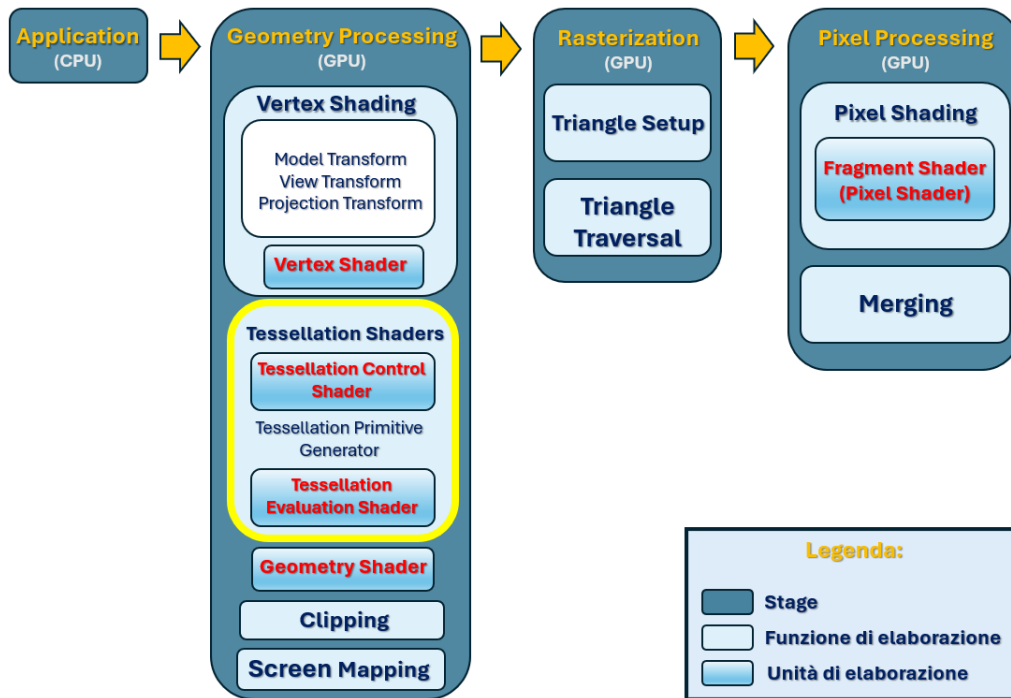 Application
(CPU)
Geometry Processing
(GPU)
Vertex Shading
Model Transform
View Transform
Projection Transform
Vertex Shader
Tessellation Shaders
Tessellation Control
Shader
Tessellation Primitive
Generator
Tessellation
Evaluation Shader
Geometry Shader
Clipping
Screen Mapping
Rasterization
(GPU)
Triangle Setup
Triangle
Traversal
Pixel Processing
(GPU)
Pixel Shading
Fragment Shader
(Pixel Shader)
Merging
Legenda:
Stage
Funzione di elaborazione
Unità di elaborazione